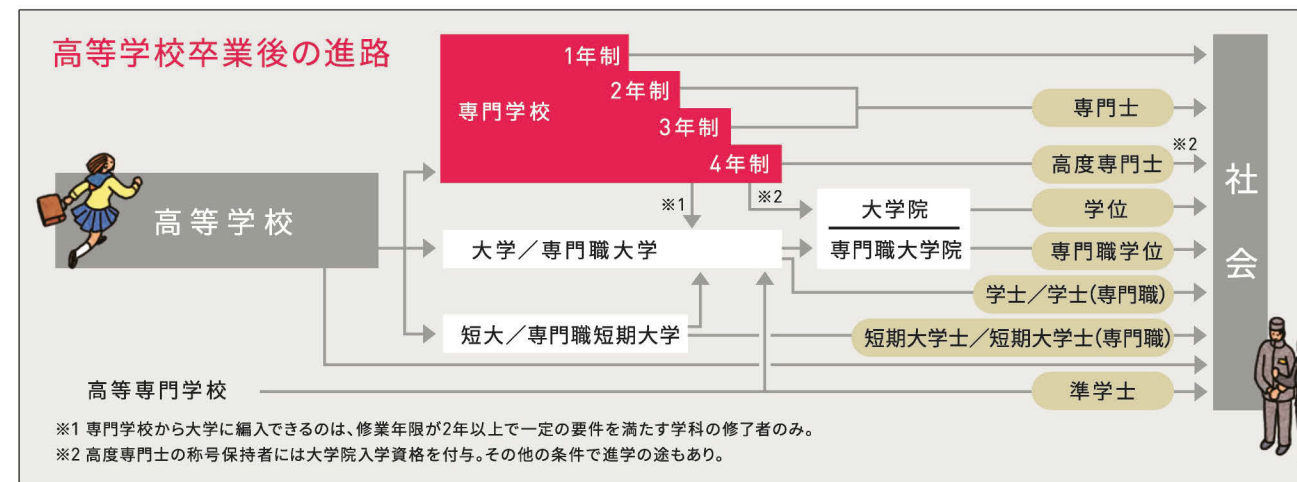 高等学校卒業後の進路
1年制
2年制
専門学校
3年制
4年制
専門士
※2
高度専門士
社会
高等学校
※1
※2
大学院
学位
大学／専門職大学
専門職大学院
専門職学位
学士／学士(専門職)
短大／専門職短期大学
短期大学士／短期大学士(専門職)
高等専門学校
準学士
※1 専門学校から大学に編入できるのは、修業年限が2年以上で一定の要件を満たす学科の修了者のみ。
※2 高度専門士の称号保持者には大学院入学資格を付与。その他の条件で進学の途もあり。